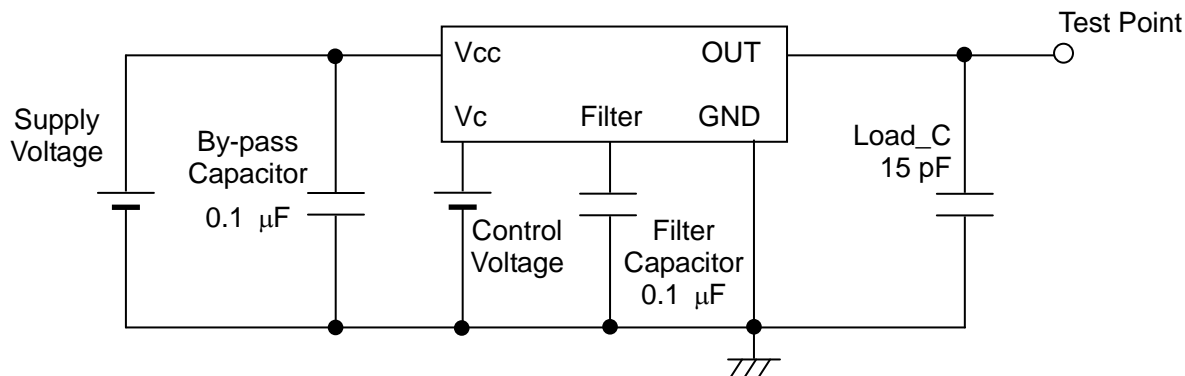 Test Point
Vcc
OUT
Vc
Filter
GND
Supply
Voltage
By-pass
Capacitor
0.1 μF
Control
Voltage
Filter
Capacitor
0.1 μF
Load_C
15 pF